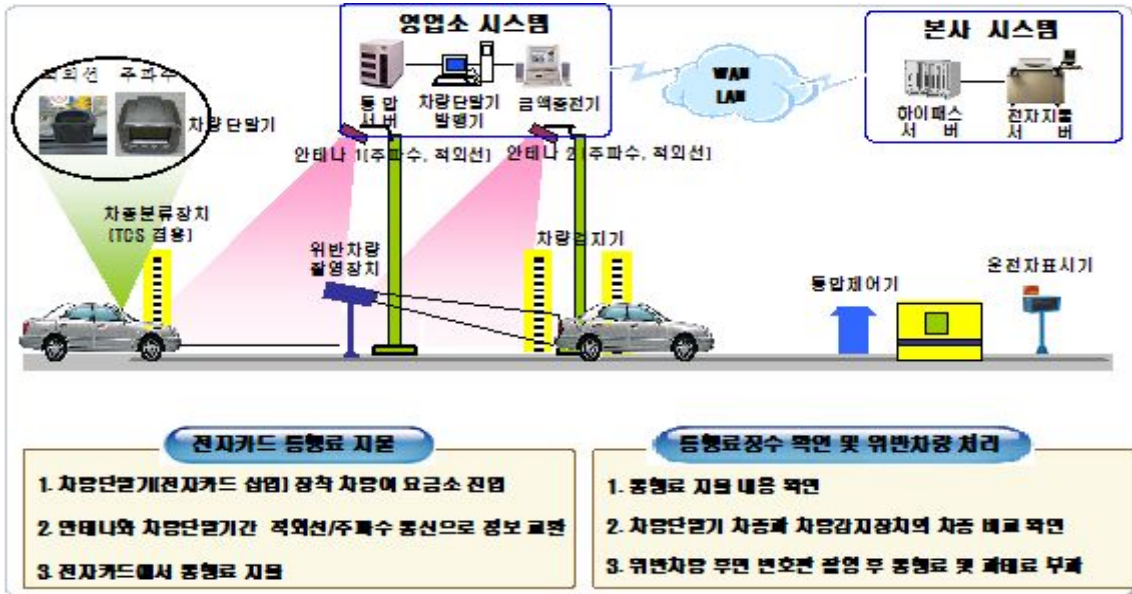 영업소 시스템
본사 시스템
적외선 주파수
차량단말기
통합
서버
차량단말기
발행기
금액충전기
WAN
LAN
하이패스
서 버
전자지불
서 버
안테나 1(주파수, 적외선)
안테나 2(주파수, 적외선)
차종분류장치
(TCS 겸용)
위반차량
촬영장치
차량검지기
통합제어기
운전자표시기
전자카드 통행료 지불
1. 차량단말기(전자카드 삽입) 장착 차량이 요금소 진입
2. 안테나와 차량단말기간 적외선/주파수 통신으로 정보 교환
3. 전자카드에서 통행료 지불
통행료징수 확인 및 위반차량 처리
1. 통행료 지불 내용 확인
2. 차량단말기 차종과 차량감지장치의 차종 비교 확인
3. 위반차량 후면 번호판 촬영 후 통행료 및 과태료 부과